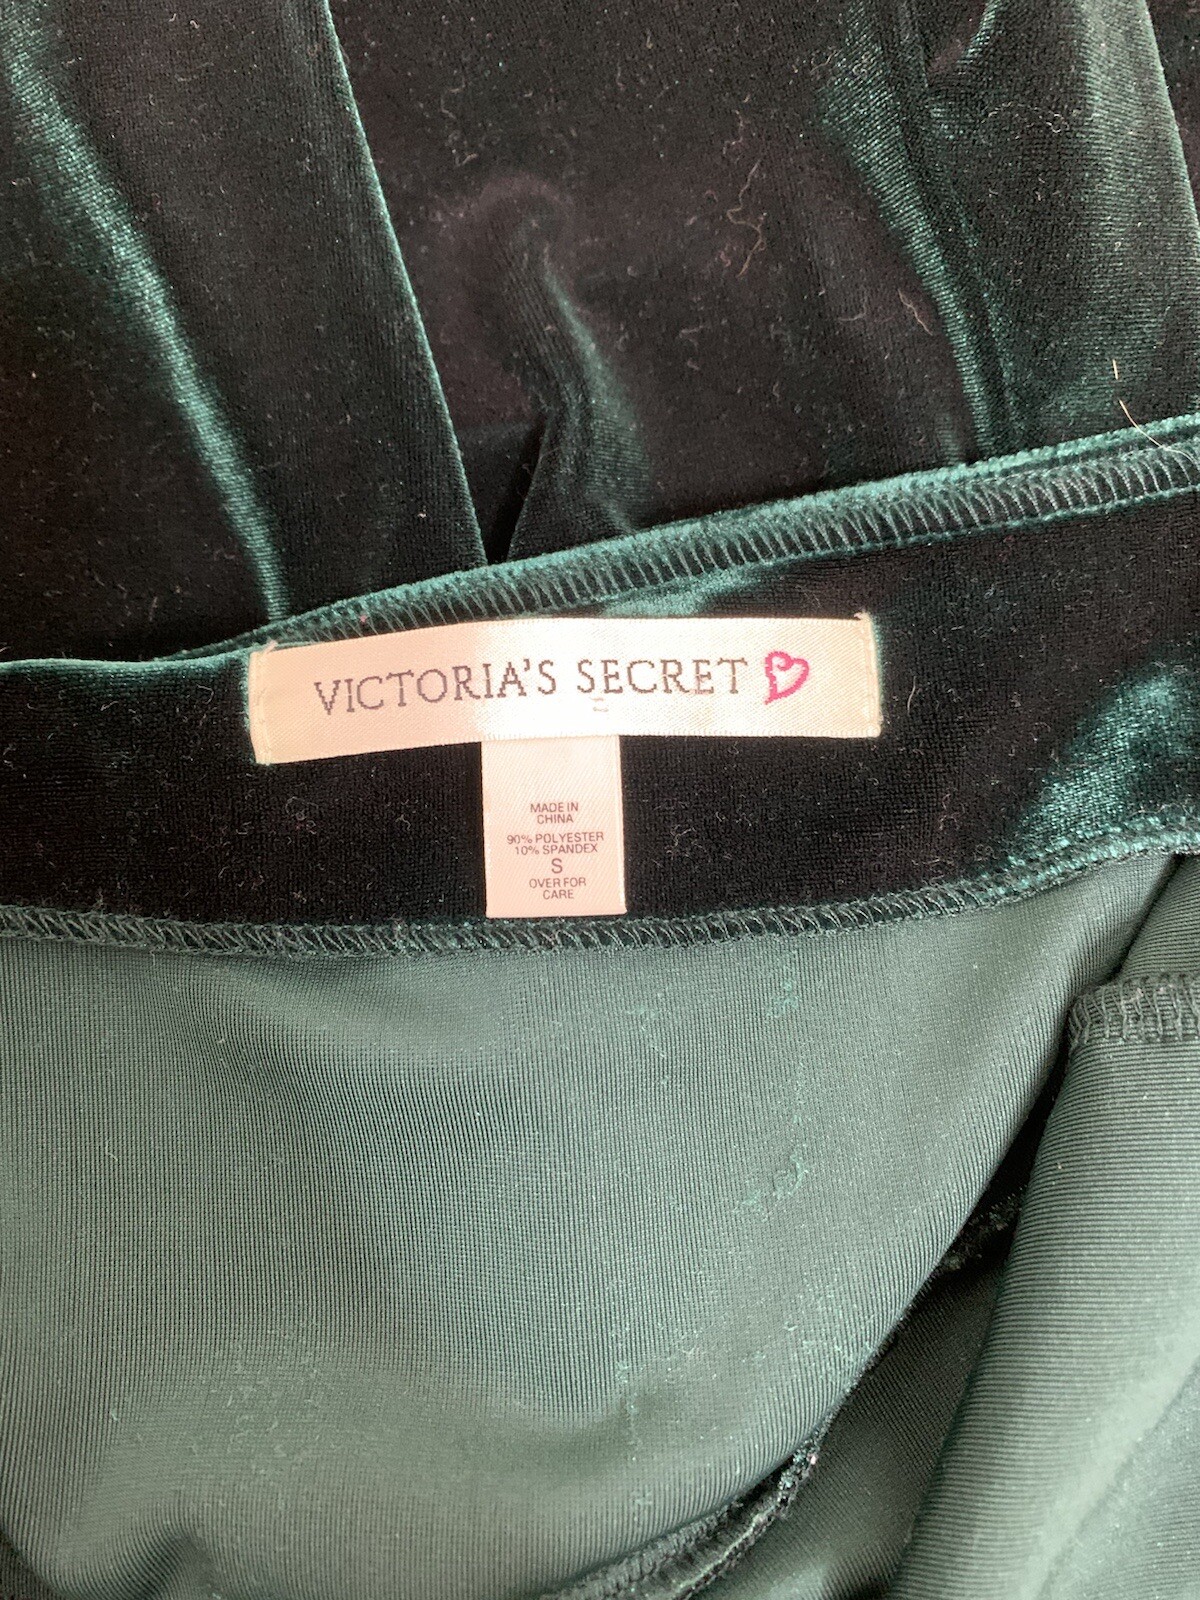 VICTORIA'S SECRET
MADE IN
CHINA
90% POLYESTER
10% SPANDEX
S
OVER FOR
CARE